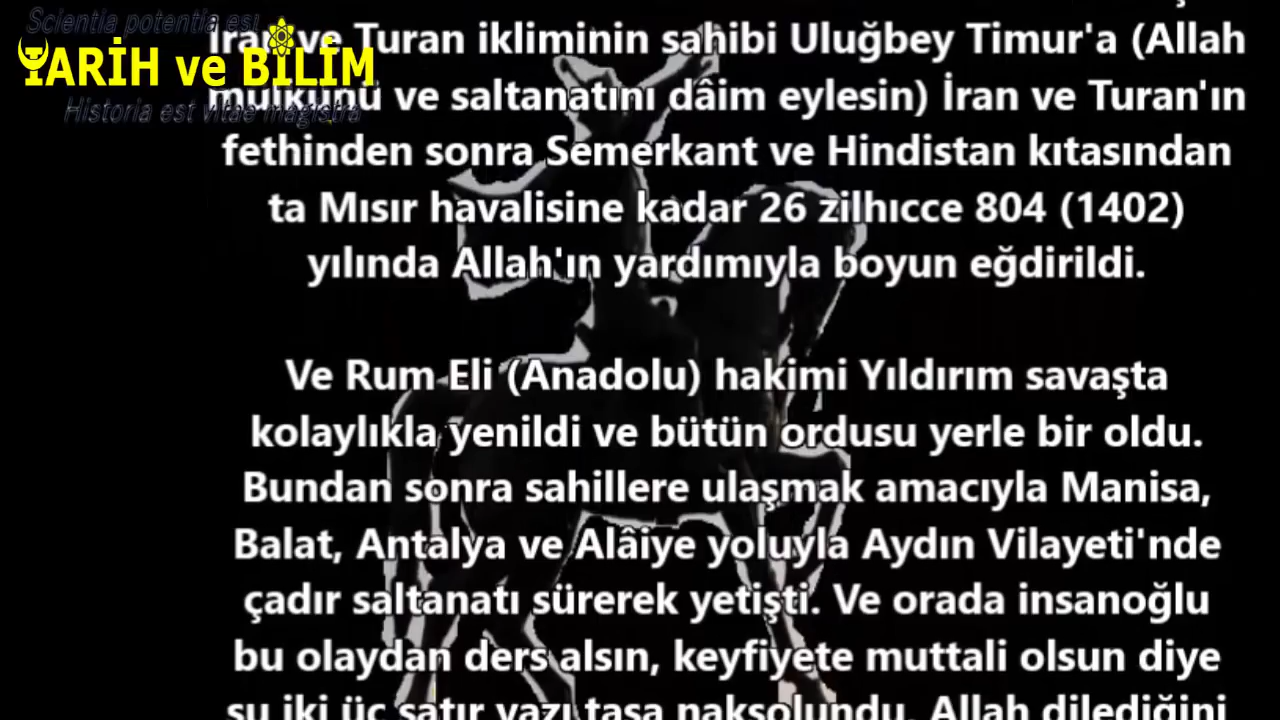 Scientia potentia est
TARİH ve BİLİM
Historia est vitae magistra
İran ve Turan ikliminin sahibi Uluğbey Timur'a (Allah
mülkünü ve saltanatını dâim eylesin) İran ve Turan'ın
fethinden sonra Semerkant ve Hindistan kıtasından
ta Mısır havalisine kadar 26 zilhıcce 804 (1402)
yılında Allah'ın yardımıyla boyun eğdirildi.
Ve Rum Eli (Anadolu) hakimi Yıldırım savaşta
kolaylıkla yenildi ve bütün ordusu yerle bir oldu.
Bundan sonra sahillere ulaşmak amacıyla Manisa,
Balat, Antalya ve Alâiye yoluyla Aydın Vilayeti'nde
çadır saltanatı sürerek yetişti. Ve orada insanoğlu
bu olaydan ders alsın, keyfiyete muttali olsun diye
şu iki üç satır yazı taşa nakşolundu. Allah dilediğini